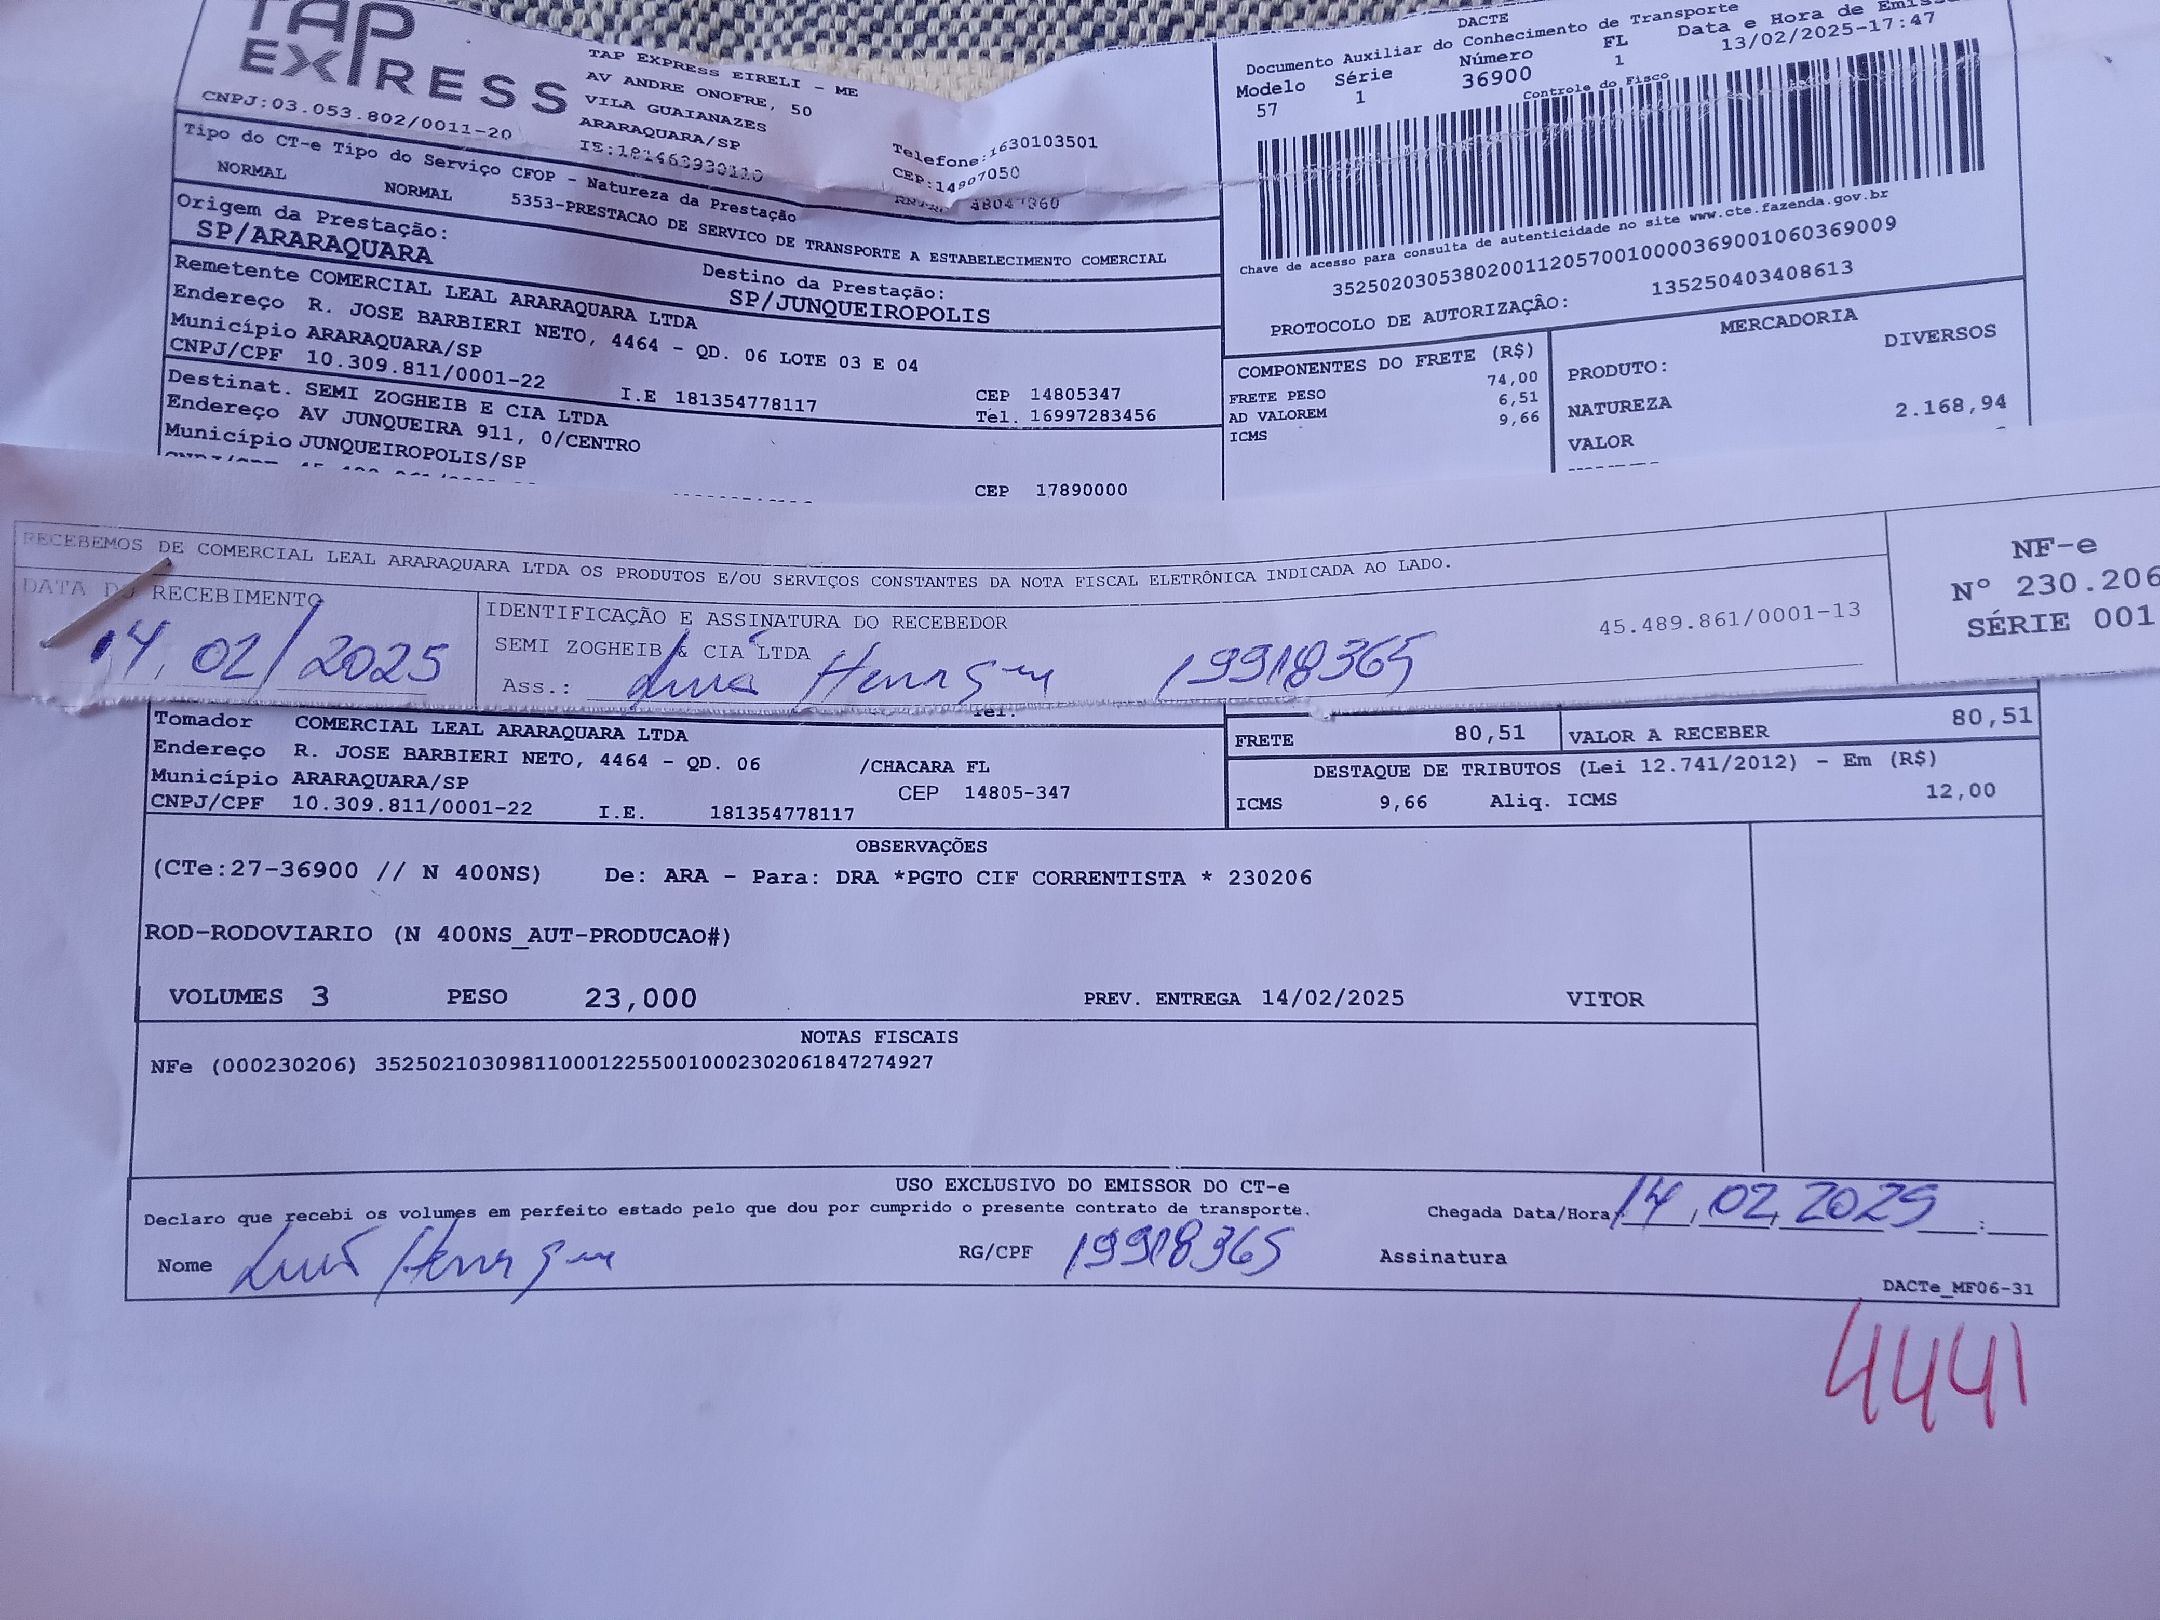 TAP
EXPRESS
CNPJ:03.053.802/0011-20
TAP EXPRESS EIRELI - ME
AV ANDRE ONOFRE, 50
VILA GUAIANAZES
ARARAQUARA/SP
IE:181463930110
Telefone:1630103501
CEP:14907050
DACTE
Documento Auxiliar do Conhecimento de Transporte
Modelo Série Número FL Data e Hora de
57 1 36900 1 13/02/2025-17:47
Controle do Fisco
Chave de acesso para consulta de autenticidade no site www.cte.fazenda.gov.br
35250203053802001120570010000369001060369009
PROTOCOLO DE AUTORIZAÇÃO: 135250403408613
Tipo do CT-e Tipo do Serviço CFOP - Natureza da Prestação
NORMAL NORMAL 5353-PRESTACAO DE SERVICO DE TRANSPORTE A ESTABELECIMENTO COMERCIAL
Origem da Prestação: Destino da Prestação:
SP/ARARAQUARA SP/JUNQUEIROPOLIS
Remetente COMERCIAL LEAL ARARAQUARA LTDA
Endereço R. JOSE BARBIERI NETO, 4464 - QD. 06 LOTE 03 E 04
Município ARARAQUARA/SP CEP 14805347
CNPJ/CPF 10.309.811/0001-22 I.E 181354778117 Tel. 16997283456
Destinat. SEMI ZOGHEIB E CIA LTDA
Endereço AV JUNQUEIRA 911, 0/CENTRO
Município JUNQUEIROPOLIS/SP CEP 17890000
COMPONENTES DO FRETE (R$)
FRETE PESO 74,00
AD VALOREM 6,51
ICMS 9,66
MERCADORIA
PRODUTO: DIVERSOS
NATUREZA
VALOR 2.168,94
RECEBEMOS DE COMERCIAL LEAL ARARAQUARA LTDA OS PRODUTOS E/OU SERVIÇOS CONSTANTES DA NOTA FISCAL ELETRÔNICA INDICADA AO LADO.
NF-e
Nº 230.206
SÉRIE 001
DATA DO RECEBIMENTO
14.02/2025
IDENTIFICAÇÃO E ASSINATURA DO RECEBEDOR
SEMI ZOGHEIB & CIA LTDA 45.489.861/0001-13
Ass.: Luis Henrique 19918365
Tel.
Tomador COMERCIAL LEAL ARARAQUARA LTDA
Endereço R. JOSE BARBIERI NETO, 4464 - QD. 06 /CHACARA FL
Município ARARAQUARA/SP CEP 14805-347
CNPJ/CPF 10.309.811/0001-22 I.E. 181354778117
FRETE 80,51 VALOR A RECEBER 80,51
DESTAQUE DE TRIBUTOS (Lei 12.741/2012) - Em (R$)
ICMS 9,66 Aliq. ICMS 12,00
OBSERVAÇÕES
(CTe:27-36900 // N 400NS) De: ARA - Para: DRA *PGTO CIF CORRENTISTA * 230206
ROD-RODOVIARIO (N 400NS_AUT-PRODUCAO#)
VOLUMES 3 PESO 23,000 PREV. ENTREGA 14/02/2025 VITOR
NOTAS FISCAIS
NFe (000230206) 35250210309811000122550010002302061847274927
USO EXCLUSIVO DO EMISSOR DO CT-e
Declaro que recebi os volumes em perfeito estado pelo que dou por cumprido o presente contrato de transporte. Chegada Data/Hora 14.02.2025 :
Nome Luis Henrique RG/CPF 19918365 Assinatura
DACTe_MF06-31
4441